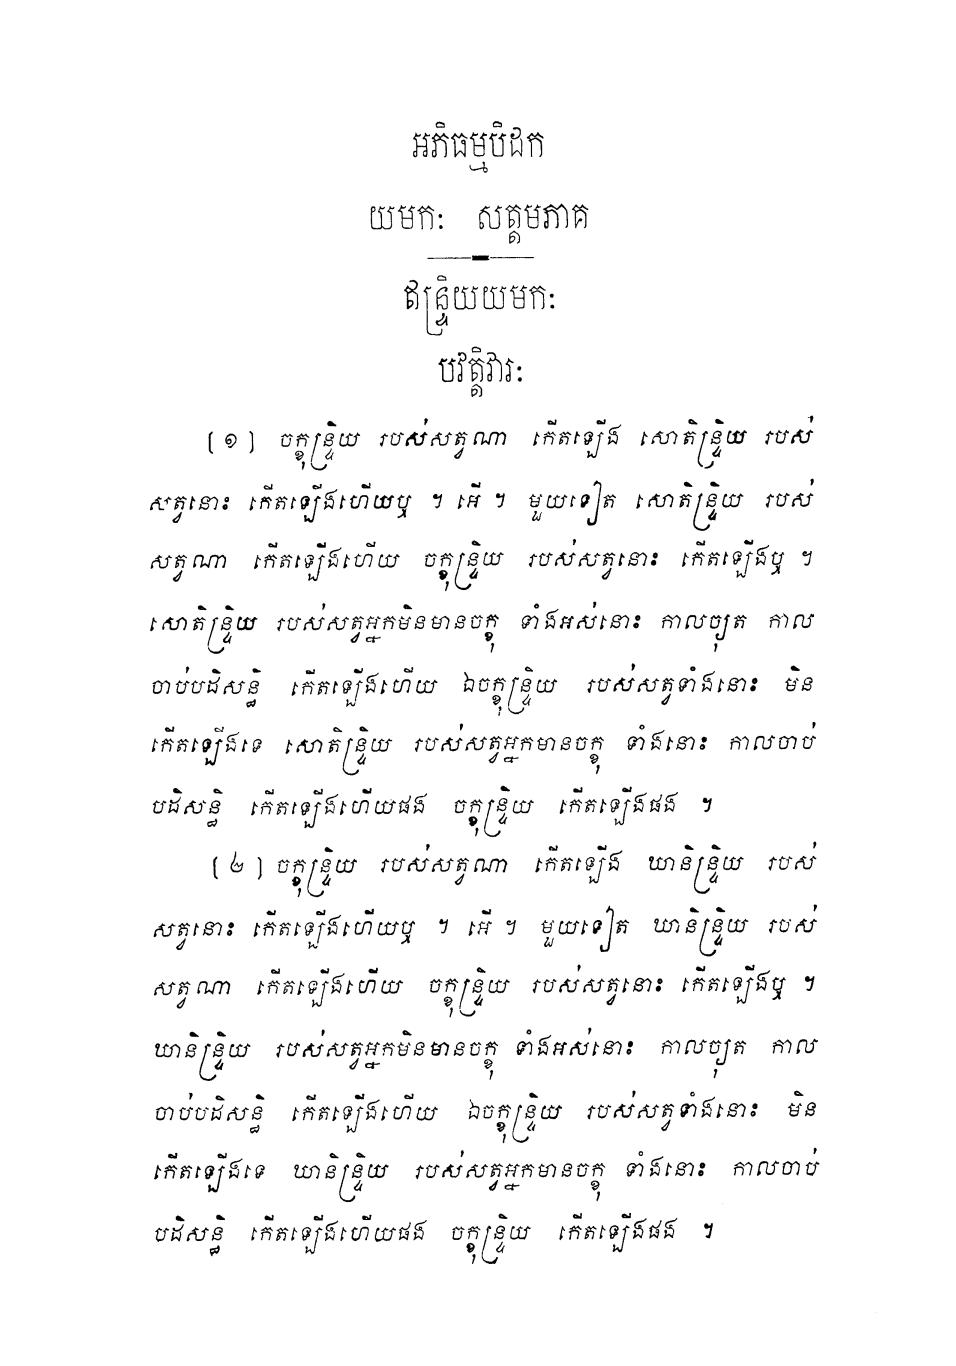 អភិធម្មបិដក
យមកៈ សត្តមភាគ
ឥន្ទ្រិយយមកៈ
បវត្តិវារៈ
(១) ចក្ខុន្ទ្រិយ របស់សត្វណា កើតឡើង សោតិន្ទ្រិយ របស់
សត្វនោះ កើតឡើងហើយឬ ។ អើ ។ មួយទៀត សោតិន្ទ្រិយ របស់
សត្វណា កើតឡើងហើយ ចក្ខុន្ទ្រិយ របស់សត្វនោះ កើតឡើងឬ ។
សោតិន្ទ្រិយ របស់សត្វអ្នកមិនមានចក្ខុ ទាំងអស់នោះ កាលច្យុត កាល
ចាប់បដិសន្ធិ កើតឡើងហើយ ឯចក្ខុន្ទ្រិយ របស់សត្វទាំងនោះ មិន
កើតឡើងទេ សោតិន្ទ្រិយ របស់សត្វអ្នកមានចក្ខុ ទាំងនោះ កាលចាប់
បដិសន្ធិ កើតឡើងហើយផង ចក្ខុន្ទ្រិយ កើតឡើងផង ។
(២) ចក្ខុន្ទ្រិយ របស់សត្វណា កើតឡើង ឃានិន្ទ្រិយ របស់
សត្វនោះ កើតឡើងហើយឬ ។ អើ ។ មួយទៀត ឃានិន្ទ្រិយ របស់
សត្វណា កើតឡើងហើយ ចក្ខុន្ទ្រិយ របស់សត្វនោះ កើតឡើងឬ ។
ឃានិន្ទ្រិយ របស់សត្វអ្នកមិនមានចក្ខុ ទាំងអស់នោះ កាលច្យុត កាល
ចាប់បដិសន្ធិ កើតឡើងហើយ ឯចក្ខុន្ទ្រិយ របស់សត្វទាំងនោះ មិន
កើតឡើងទេ ឃានិន្ទ្រិយ របស់សត្វអ្នកមានចក្ខុ ទាំងនោះ កាលចាប់
បដិសន្ធិ កើតឡើងហើយផង ចក្ខុន្ទ្រិយ កើតឡើងផង ។